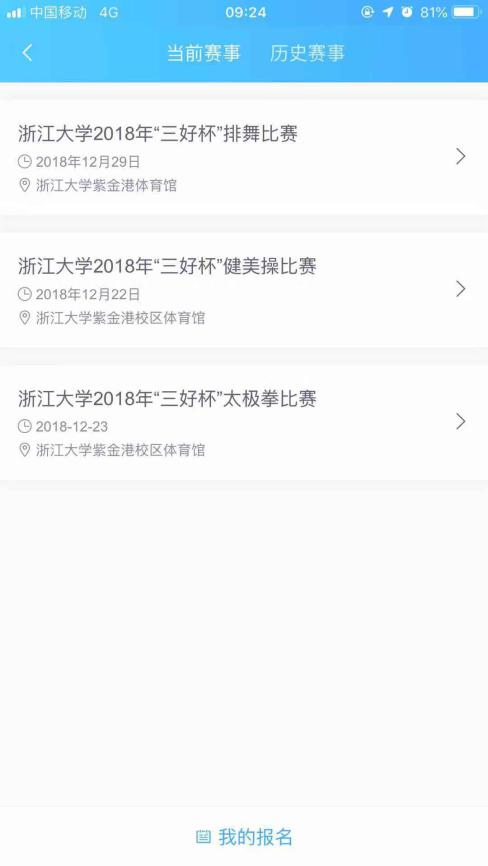 中国移动 4G 09:24 81%
当前赛事 历史赛事
浙江大学2018年“三好杯”排舞比赛
2018年12月29日
浙江大学紫金港体育馆
浙江大学2018年“三好杯”健美操比赛
2018年12月22日
浙江大学紫金港校区体育馆
浙江大学2018年“三好杯”太极拳比赛
2018-12-23
浙江大学紫金港校区体育馆
我的报名